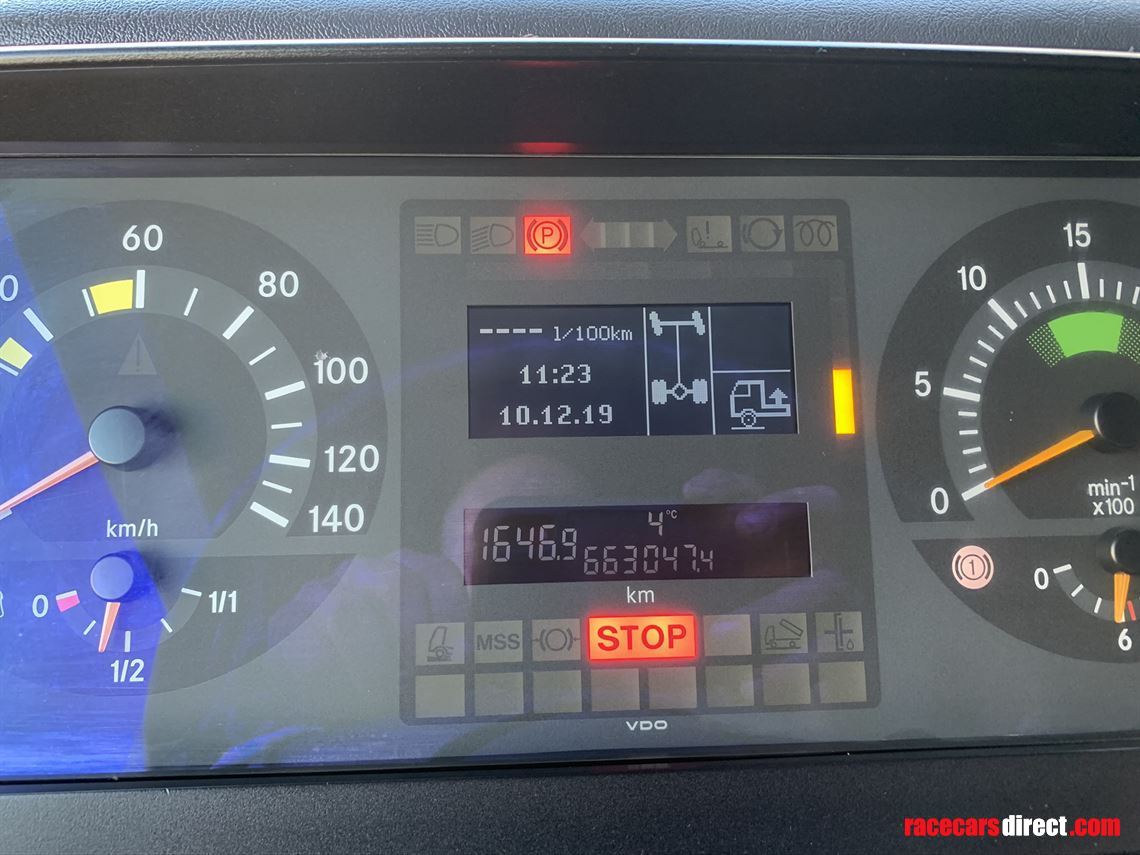 60
80
100
120
140
km/h
0
1/2
1/1
P
---- l/100km
11:23
10.12.19
4°C
1646.9
663047.4
km
MSS
STOP
VDO
0
5
10
15
min-1
x100
1
0
6
racecarsdirect.com